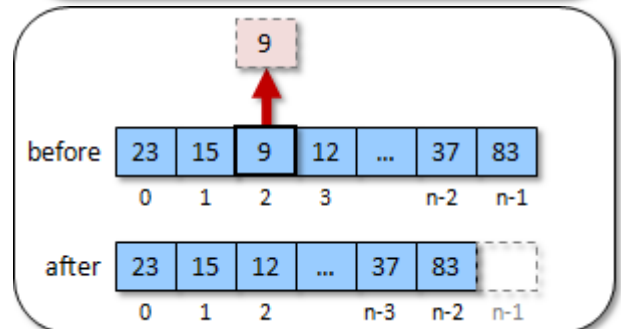 9
before 23 15 9 12 ... 37 83
0 1 2 3 n-2 n-1
after 23 15 12 ... 37 83
0 1 2 n-3 n-2 n-1